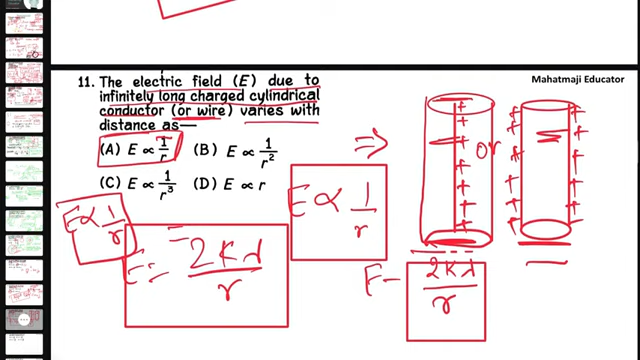 Mahatmaji Educator
11. The electric field (E) due to
infinitely long charged cylindrical
conductor (or wire) varies with
distance as—
(A) E ∝ 1/r (B) E ∝ 1/r²
(C) E ∝ 1/r³ (D) E ∝ r
⇒
E ∝ 1/r
E ∝ 1/r
E = 2Kλ/r
or
E = 2Kλ/r